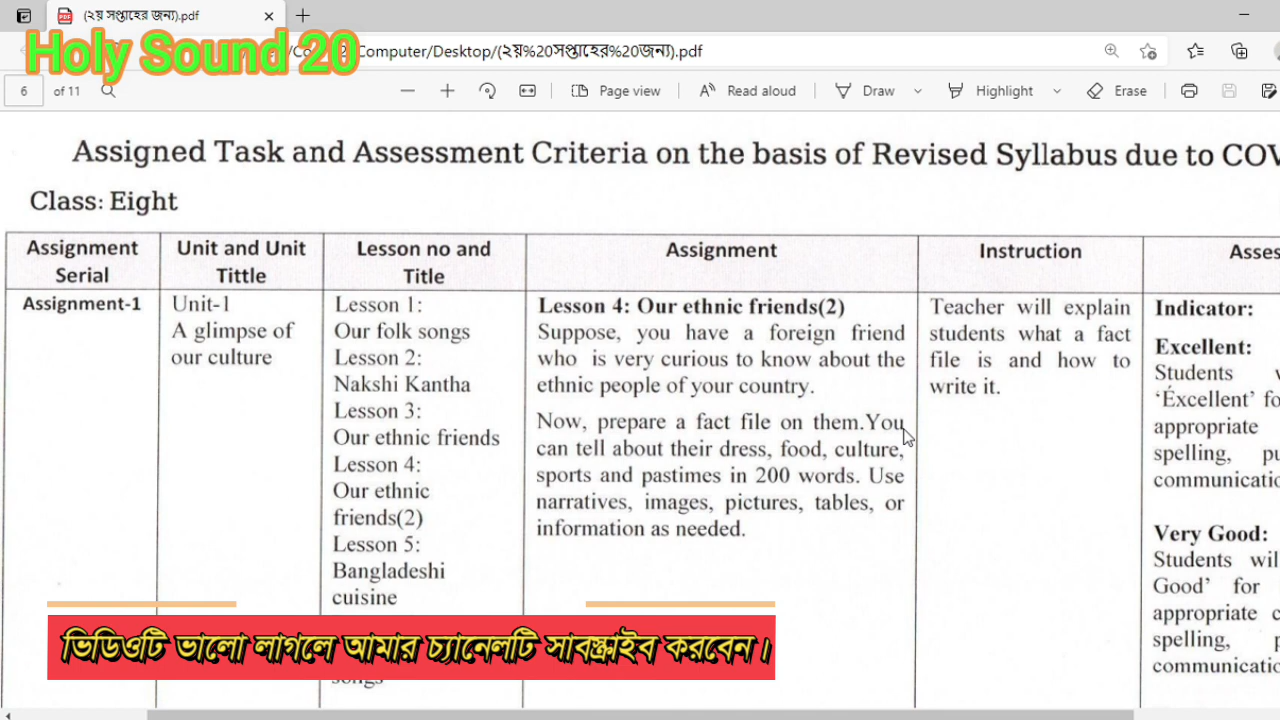 (২য় সপ্তাহের জন্য).pdf
Holy Sound 20
Computer/Desktop/(২য়%20সপ্তাহের%20জন্য).pdf
6 of 11
Page view
Read aloud
Draw
Highlight
Erase
Assigned Task and Assessment Criteria on the basis of Revised Syllabus due to COV
Class: Eight
Assignment
Serial
Unit and Unit
Tittle
Lesson no and
Title
Assignment
Instruction
Asses
Assignment-1
Unit-1
A glimpse of
our culture
Lesson 1:
Our folk songs
Lesson 2:
Nakshi Kantha
Lesson 3:
Our ethnic friends
Lesson 4:
Our ethnic
friends(2)
Lesson 5:
Bangladeshi
cuisine
songs
Lesson 4: Our ethnic friends(2)
Suppose, you have a foreign friend
who is very curious to know about the
ethnic people of your country.
Now, prepare a fact file on them.You
can tell about their dress, food, culture,
sports and pastimes in 200 words. Use
narratives, images, pictures, tables, or
information as needed.
Teacher will explain
students what a fact
file is and how to
write it.
Indicator:
Excellent:
Students
‘Éxcellent’ fo
appropriate
spelling, pu
communicatio
Very Good:
Students wil
Good’ for
appropriate c
spelling, p
communicatio
ভিডিওটি ভালো লাগলে আমার চ্যানেলটি সাবস্ক্রাইব করবেন।